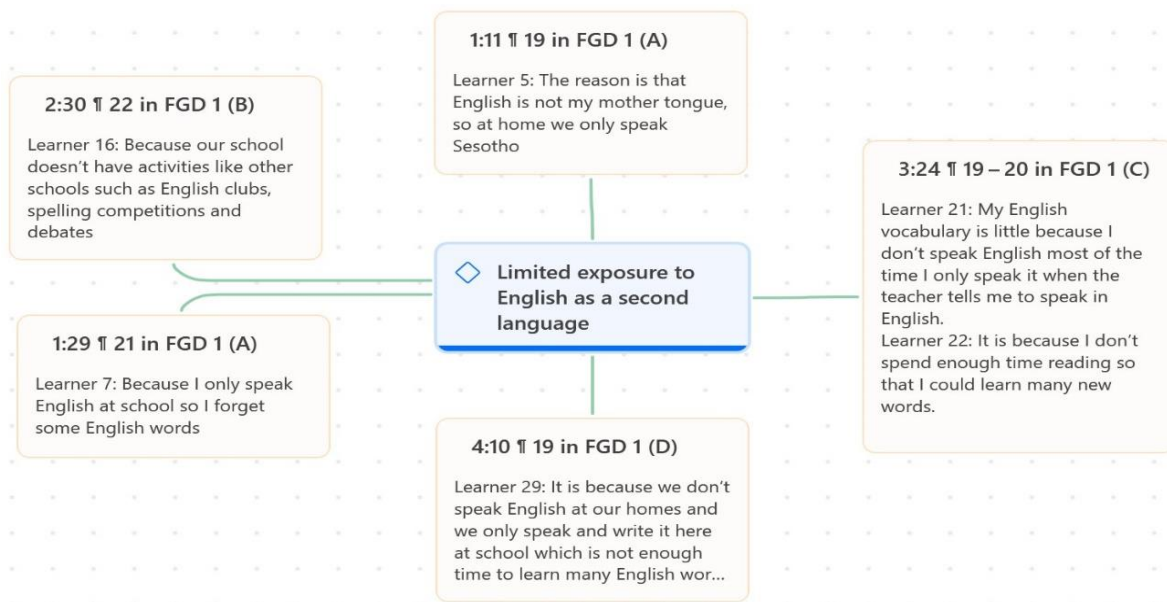 1:11 ¶ 19 in FGD 1 (A)
Learner 5: The reason is that
English is not my mother tongue,
so at home we only speak
Sesotho
2:30 ¶ 22 in FGD 1 (B)
Learner 16: Because our school
doesn't have activities like other
schools such as English clubs,
spelling competitions and
debates
3:24 ¶ 19 – 20 in FGD 1 (C)
Learner 21: My English
vocabulary is little because I
don't speak English most of the
time I only speak it when the
teacher tells me to speak in
English.
Learner 22: It is because I don't
spend enough time reading so
that I could learn many new
words.
Limited exposure to
English as a second
language
1:29 ¶ 21 in FGD 1 (A)
Learner 7: Because I only speak
English at school so I forget
some English words
4:10 ¶ 19 in FGD 1 (D)
Learner 29: It is because we don't
speak English at our homes and
we only speak and write it here
at school which is not enough
time to learn many English wor...